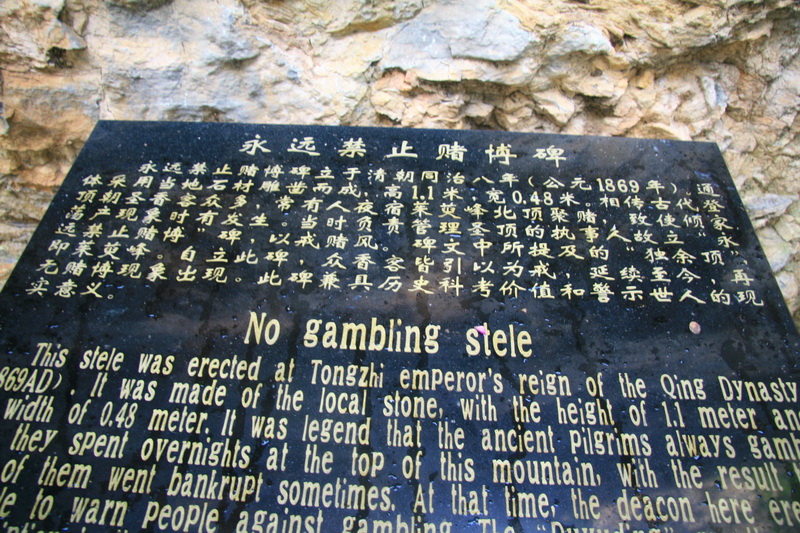 永远禁止赌博碑
永远禁止赌博碑立于清朝同治八年(公元1869年),通
体采用当地石材雕凿而成,高1.1米,宽0.48米。相传古代登
顶朝圣香客众多,常有人夜宿茱萸峰北顶聚赌,致使倾家
荡产现象时有发生。当时负责管理圣顶的执事人故立“永
远禁止赌博”碑,以戒赌风。碑文中所提及的“独 顶”,
即茱萸峰。自立此碑,众香客皆引以为戒,延续至今,再
无赌博现象出现。此碑兼具历史科考价值和警示世人的现
实意义。
No gambling stele
This stele was erected at Tongzhi emperor's reign of the Qing Dynasty
869AD). It was made of the local stone, with the height of 1.1 meter and
width of 0.48 meter. It was legend that the ancient pilgrims always gamb
they spent overnights at the top of this mountain, with the result t
of them went bankrupt sometimes. At that time, the deacon here ere
e to warn people against gambling. The